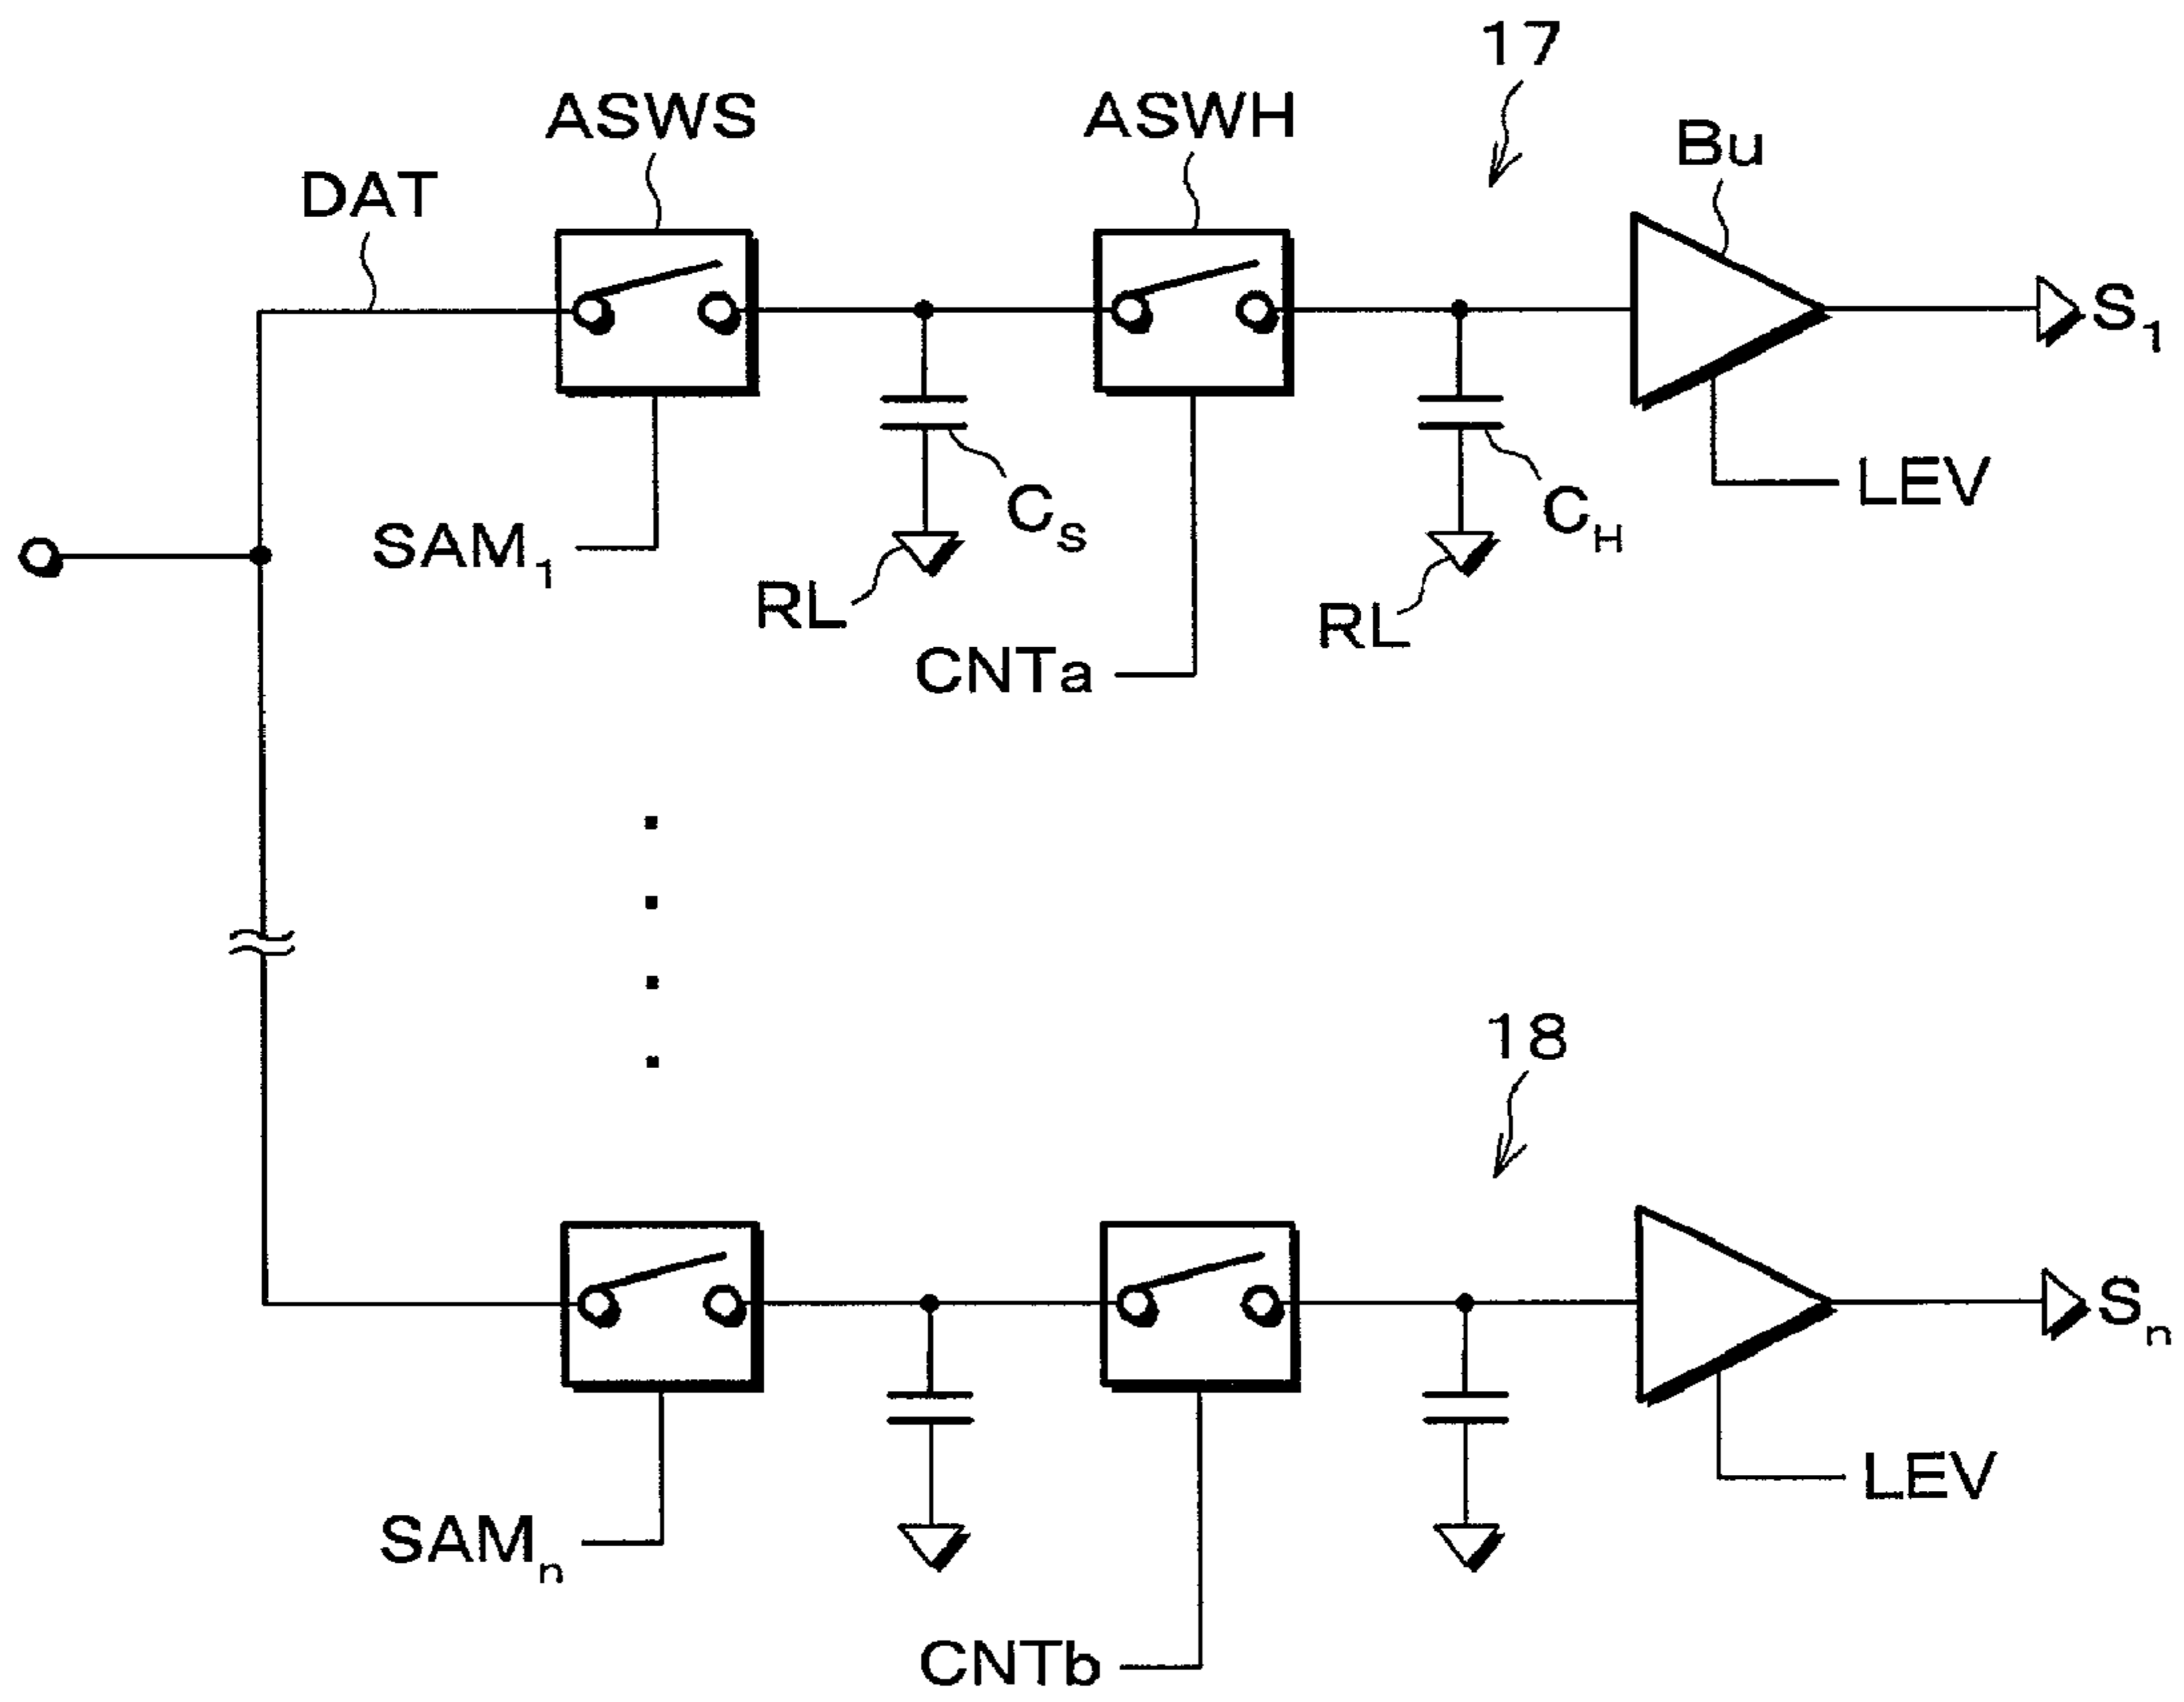 17
ASWS
ASWH
Bu
DAT
S1
LEV
CS
CH
SAM1
RL
RL
CNTa
18
Sn
LEV
SAMn
CNTb